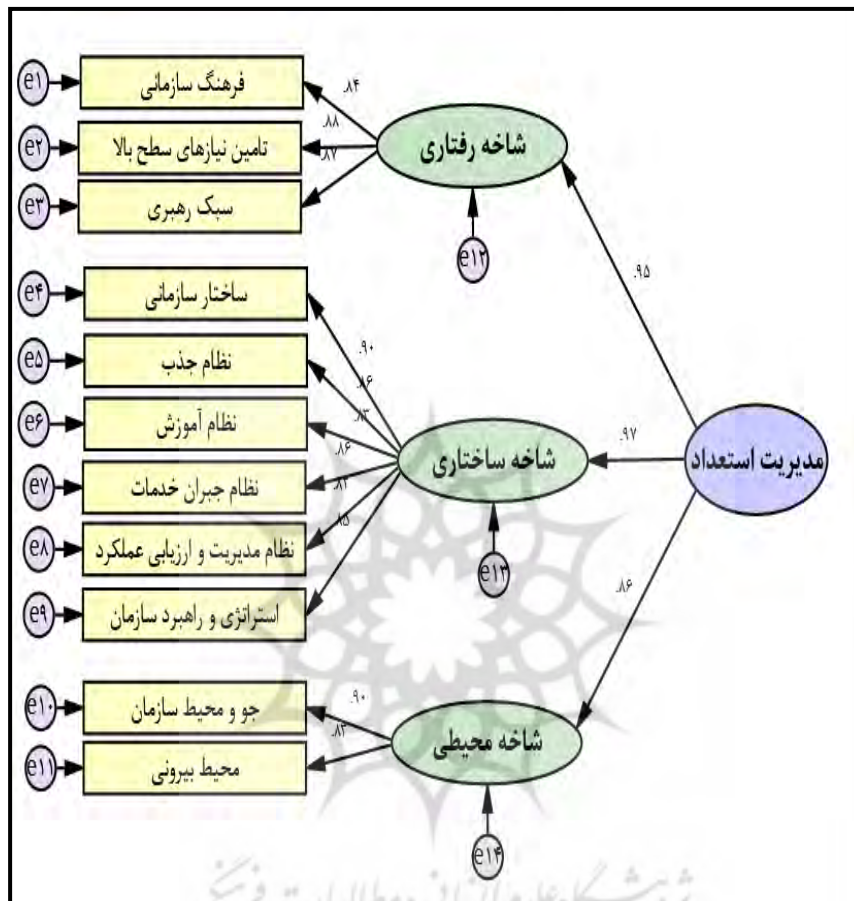 e۱
فرهنگ سازمانی
.۸۴
e۲
تامین نیازهای سطح بالا
.۸۸
e۳
سبک رهبری
.۸۷
شاخه رفتاری
e۱۲
.۹۵
e۴
ساختار سازمانی
.۹۰
e۵
نظام جذب
.۸۶
e۶
نظام آموزش
.۸۳
e۷
نظام جبران خدمات
.۸۶
e۸
نظام مدیریت و ارزیابی عملکرد
e۹
استراتژی و راهبرد سازمان
.۸۵
شاخه ساختاری
e۱۳
.۹۷
مدیریت استعداد
.۸۶
e۱۰
جو و محیط سازمان
.۹۰
e۱۱
محیط بیرونی
شاخه محیطی
e۱۴